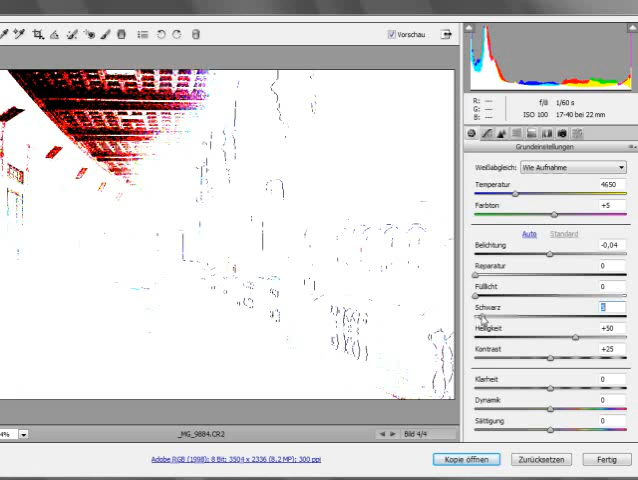 Vorschau
R: ---
G: ---
B: ---
f/8 1/60 s
ISO 100 17-40 bei 22 mm
Grundeinstellungen
Weißabgleich: Wie Aufnahme
Temperatur 4650
Farbton +5
Auto Standard
Belichtung -0,04
Reparatur 0
Fülllicht 0
Schwarz 5
Helligkeit +50
Kontrast +25
Klarheit 0
Dynamik 0
Sättigung 0
4% _MG_9884.CR2 Bild 4/4
Adobe RGB (1998); 8 Bit; 3504 x 2336 (8,2 MP); 300 ppi
Kopie öffnen Zurücksetzen Fertig